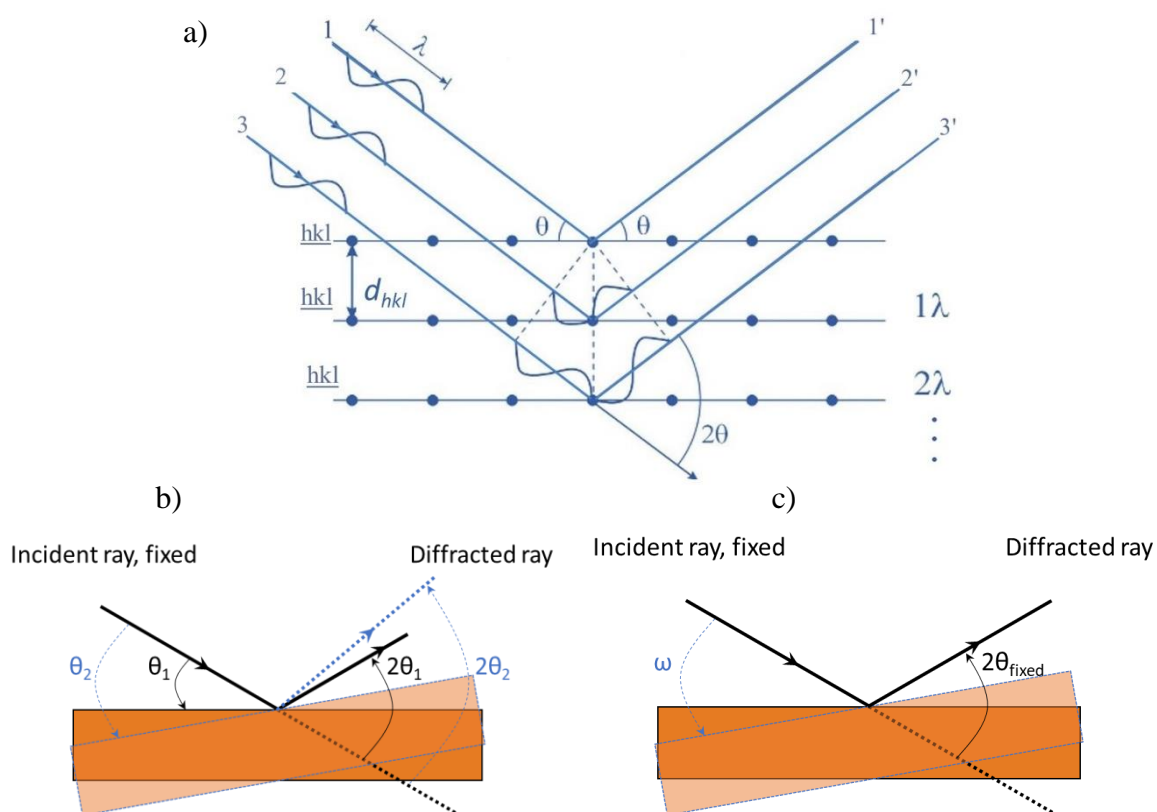 a)
1
λ
1'
2
2'
3
3'
θ
θ
hkl
d_hkl
hkl
1λ
hkl
2λ
2θ
b)
c)
Incident ray, fixed
Diffracted ray
Incident ray, fixed
Diffracted ray
θ₂
θ₁
2θ₁
2θ₂
ω
2θfixed